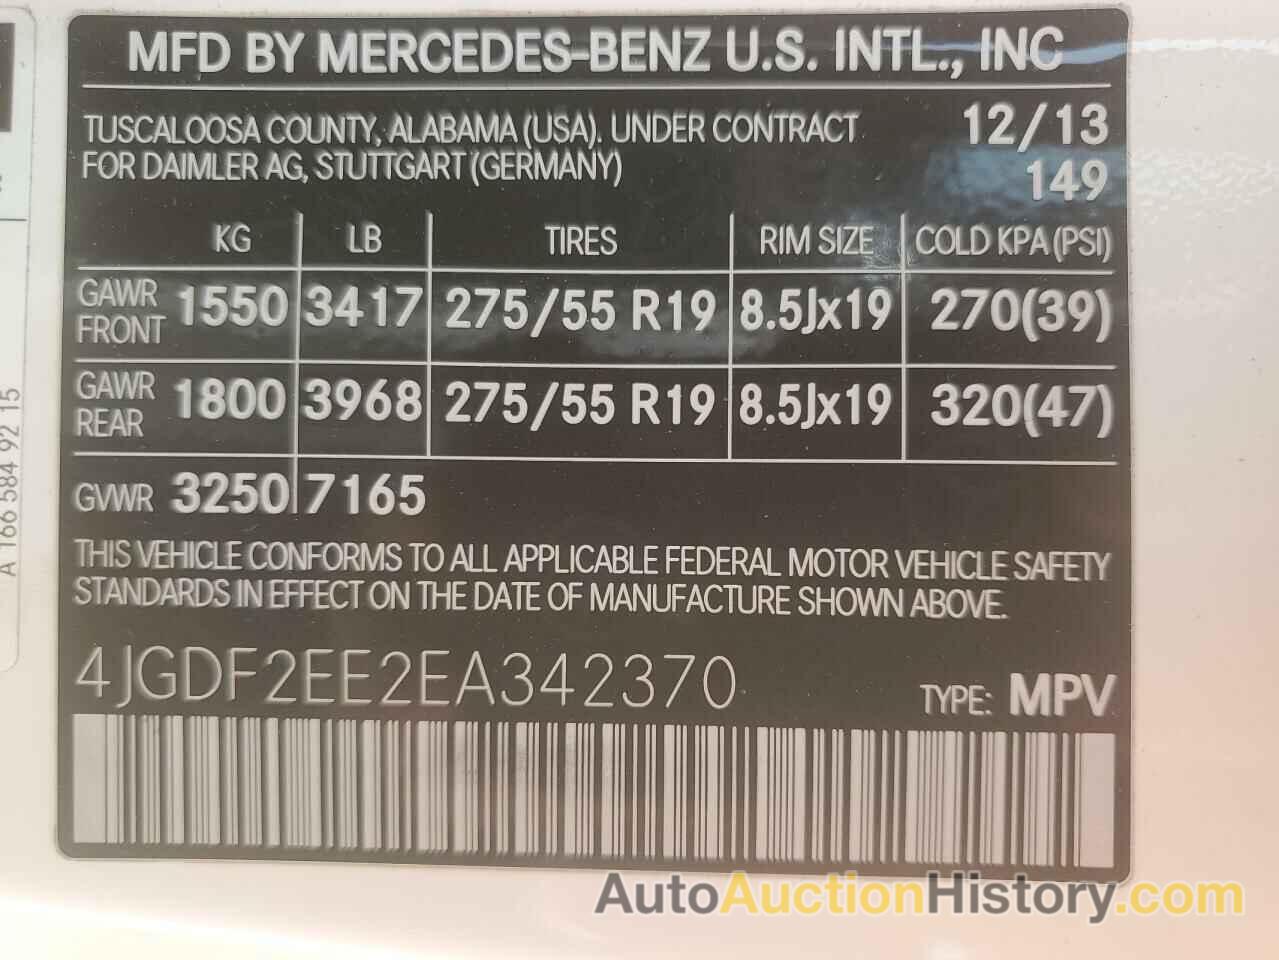 MFD BY MERCEDES-BENZ U.S. INTL., INC
TUSCALOOSA COUNTY, ALABAMA (USA). UNDER CONTRACT 12/13
FOR DAIMLER AG, STUTTGART (GERMANY) 149
KG LB TIRES RIM SIZE COLD KPA (PSI)
GAWR FRONT 1550 3417 275/55 R19 8.5Jx19 270(39)
GAWR REAR 1800 3968 275/55 R19 8.5Jx19 320(47)
GVWR 3250 7165
THIS VEHICLE CONFORMS TO ALL APPLICABLE FEDERAL MOTOR VEHICLE SAFETY
STANDARDS IN EFFECT ON THE DATE OF MANUFACTURE SHOWN ABOVE.
4JGDF2EE2EA342370 TYPE: MPV
A 166 584 92 15
AutoAuctionHistory.com